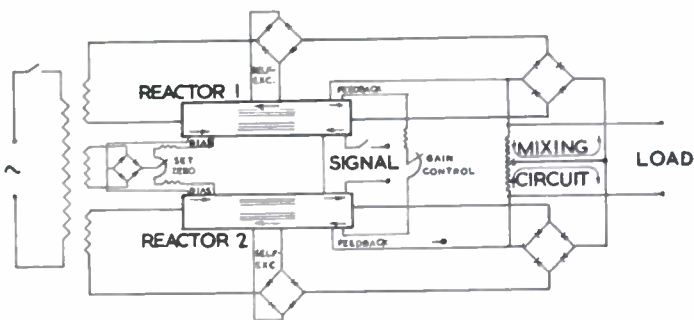 SELF-
EXC.
REACTOR 1
FEEDBACK
BIAS
SET
ZERO
SIGNAL
GAIN
CONTROL
MIXING
CIRCUIT
LOAD
~
BIAS
REACTOR 2
FEEDBACK
SELF-
EXC